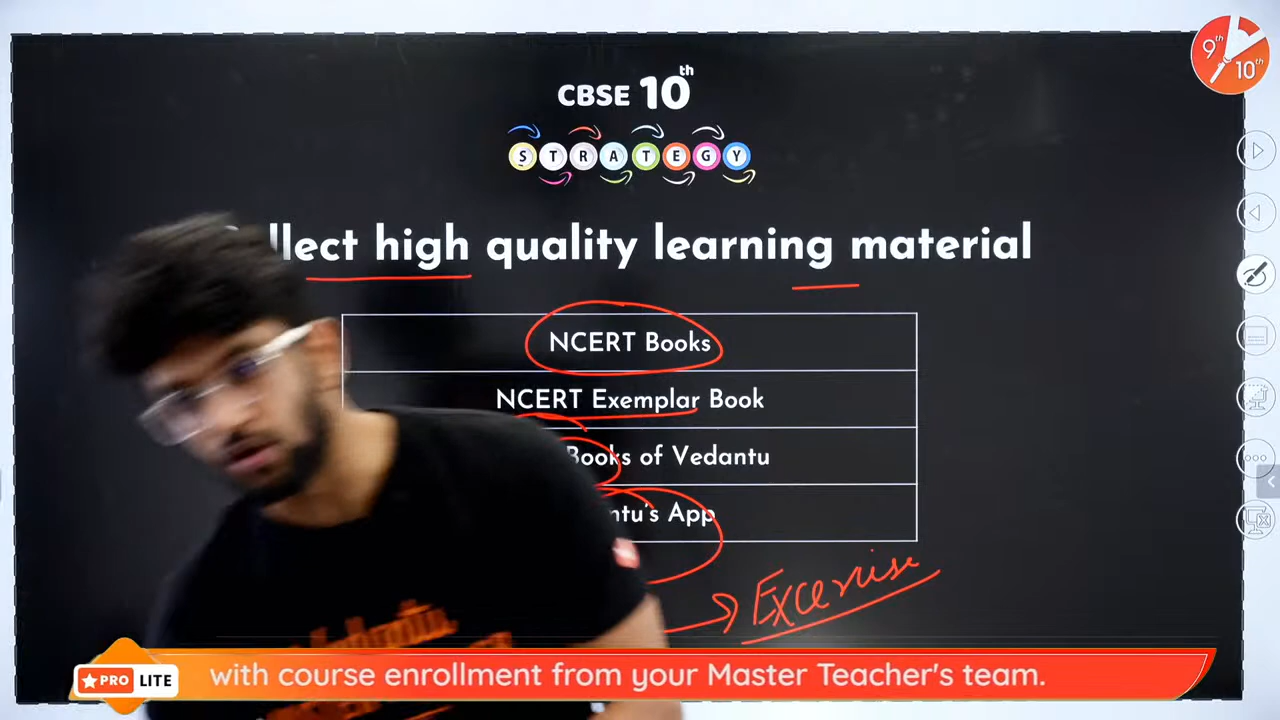 9th
10th
CBSE 10th
STRATEGY
llect high quality learning material
NCERT Books
NCERT Exemplar Book
Books of Vedantu
ntu's App
Excerise
PRO LITE
with course enrollment from your Master Teacher's team.